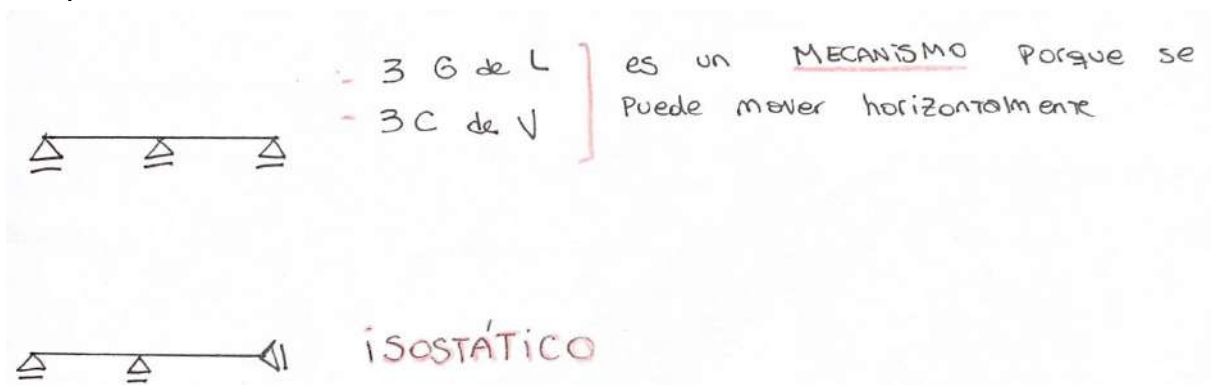 - 3 G de L es un MECANISMO Porque se
- 3 C de V Puede mover horizontalmente
iSOSTÁTiCO